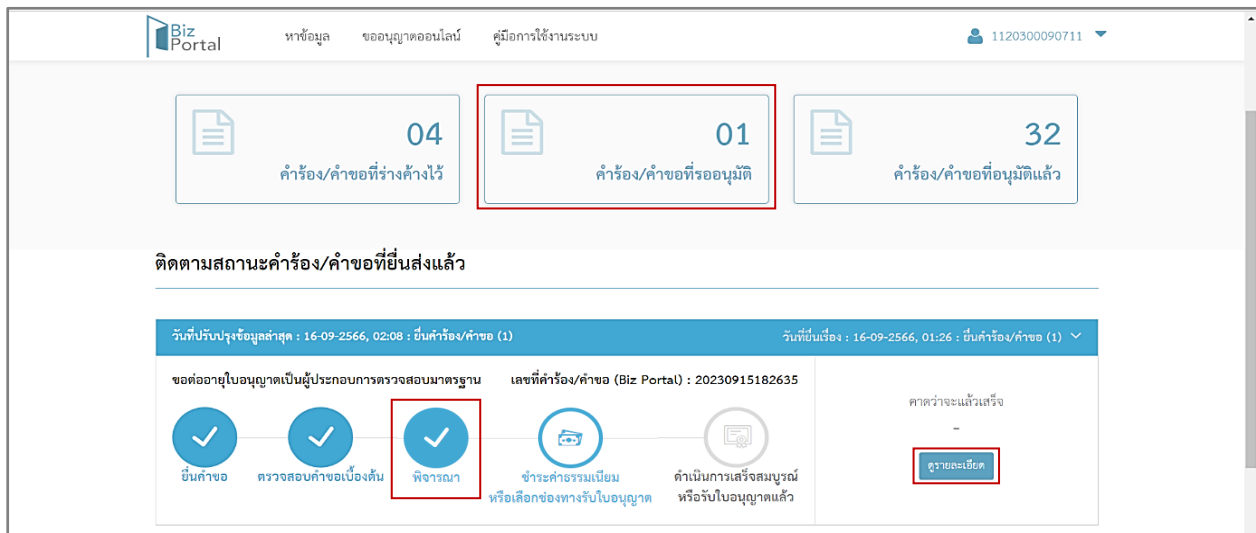 Biz
Portal
หาข้อมูล ขออนุญาตออนไลน์ คู่มือการใช้งานระบบ 1120300090711
04 01 32
คำร้อง/คำขอที่ร่างค้างไว้ คำร้อง/คำขอที่รออนุมัติ คำร้อง/คำขอที่อนุมัติแล้ว
ติดตามสถานะคำร้อง/คำขอที่ยื่นส่งแล้ว
วันที่ปรับปรุงข้อมูลล่าสุด : 16-09-2566, 02:08 : ยื่นคำร้อง/คำขอ (1) วันที่ยื่นเรื่อง : 16-09-2566, 01:26 : ยื่นคำร้อง/คำขอ (1)
ขอต่ออายุใบอนุญาตเป็นผู้ประกอบการตรวจสอบมาตรฐาน เลขที่คำร้อง/คำขอ (Biz Portal) : 20230915182635
คาดว่าจะแล้วเสร็จ
-
ดูรายละเอียด
ยื่นคำขอ ตรวจสอบคำขอเบื้องต้น พิจารณา ชำระค่าธรรมเนียม ดำเนินการเสร็จสมบูรณ์
หรือเลือกช่องทางรับใบอนุญาต หรือรับใบอนุญาตแล้ว